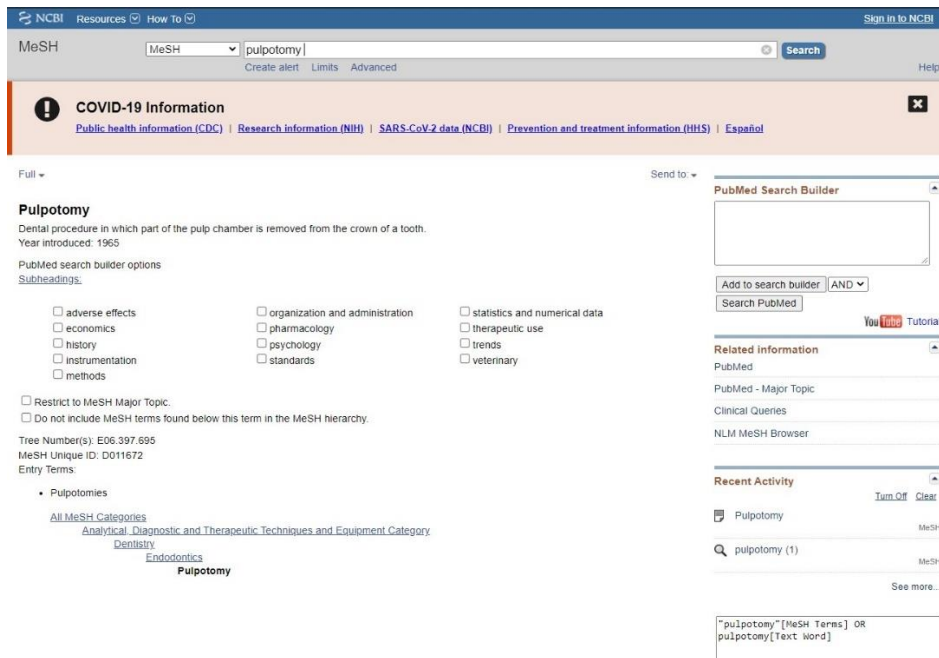 NCBI Resources How To Sign in to NCBI
MeSH MeSH pulpotomy Search
Create alert Limits Advanced Help
COVID-19 Information
Public health information (CDC) | Research information (NIH) | SARS-CoV-2 data (NCBI) | Prevention and treatment information (HHS) | Español
Full Send to:
Pulpotomy
Dental procedure in which part of the pulp chamber is removed from the crown of a tooth.
Year introduced: 1965
PubMed search builder options
Subheadings:
adverse effects organization and administration statistics and numerical data
economics pharmacology therapeutic use
history psychology trends
instrumentation standards veterinary
methods
Restrict to MeSH Major Topic.
Do not include MeSH terms found below this term in the MeSH hierarchy.
Tree Number(s): E06.397.695
MeSH Unique ID: D011672
Entry Terms:
• Pulpotomies
All MeSH Categories
Analytical, Diagnostic and Therapeutic Techniques and Equipment Category
Dentistry
Endodontics
Pulpotomy
PubMed Search Builder
Add to search builder AND
Search PubMed
YouTube Tutoria
Related information
PubMed
PubMed - Major Topic
Clinical Queries
NLM MeSH Browser
Recent Activity
Turn Off Clear
Pulpotomy
MeSH
pulpotomy (1)
MeSH
See more...
"pulpotomy"[MeSH Terms] OR
pulpotomy[Text Word]